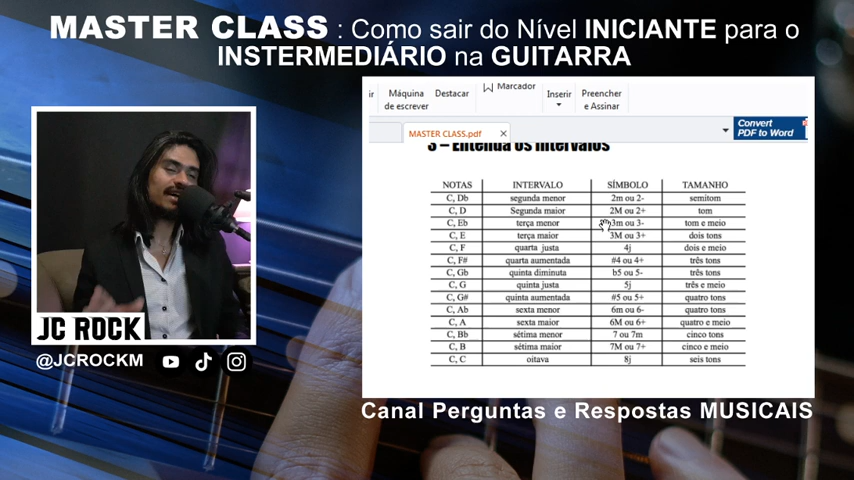 MASTER CLASS : Como sair do Nível INICIANTE para o
INSTERMEDIÁRIO na GUITARRA
ir Máquina de escrever Destacar Marcador Inserir Preencher e Assinar
MASTER CLASS.pdf
Convert
PDF to Word
3 – Entenda os intervalos
NOTAS INTERVALO SÍMBOLO TAMANHO
C, Db segunda menor 2m ou 2- semitom
C, D Segunda maior 2M ou 2+ tom
C, Eb terça menor 3m ou 3- tom e meio
C, E terça maior 3M ou 3+ dois tons
C, F quarta justa 4j dois e meio
C, F# quarta aumentada #4 ou 4+ três tons
C, Gb quinta diminuta b5 ou 5- três tons
C, G quinta justa 5j três e meio
C, G# quinta aumentada #5 ou 5+ quatro tons
C, Ab sexta menor 6m ou 6- quatro tons
C, A sexta maior 6M ou 6+ quatro e meio
C, Bb sétima menor 7 ou 7m cinco tons
C, B sétima maior 7M ou 7+ cinco e meio
C, C oitava 8j seis tons
JC ROCK
@JCROCKM
Canal Perguntas e Respostas MUSICAIS